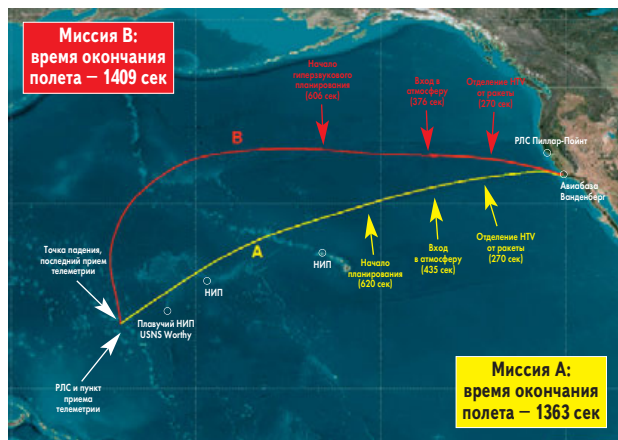 Миссия В:
время окончания
полета – 1409 сек
Начало
гиперзвукового
планирования
(606 сек)
Вход в
атмосферу
(376 сек)
Отделение HTV
от ракеты
(270 сек)
РЛС Пиллар-Пойнт
В
Авиабаза
Ванденберг
А
Отделение HTV
от ракеты
(270 сек)
Вход
в атмосферу
(435 сек)
Начало
планирования
(620 сек)
НИП
НИП
Точка падения,
последний прием
телеметрии
Плавучий НИП
USNS Worthy
РЛС и пункт
приема
телеметрии
Миссия А:
время окончания
полета – 1363 сек